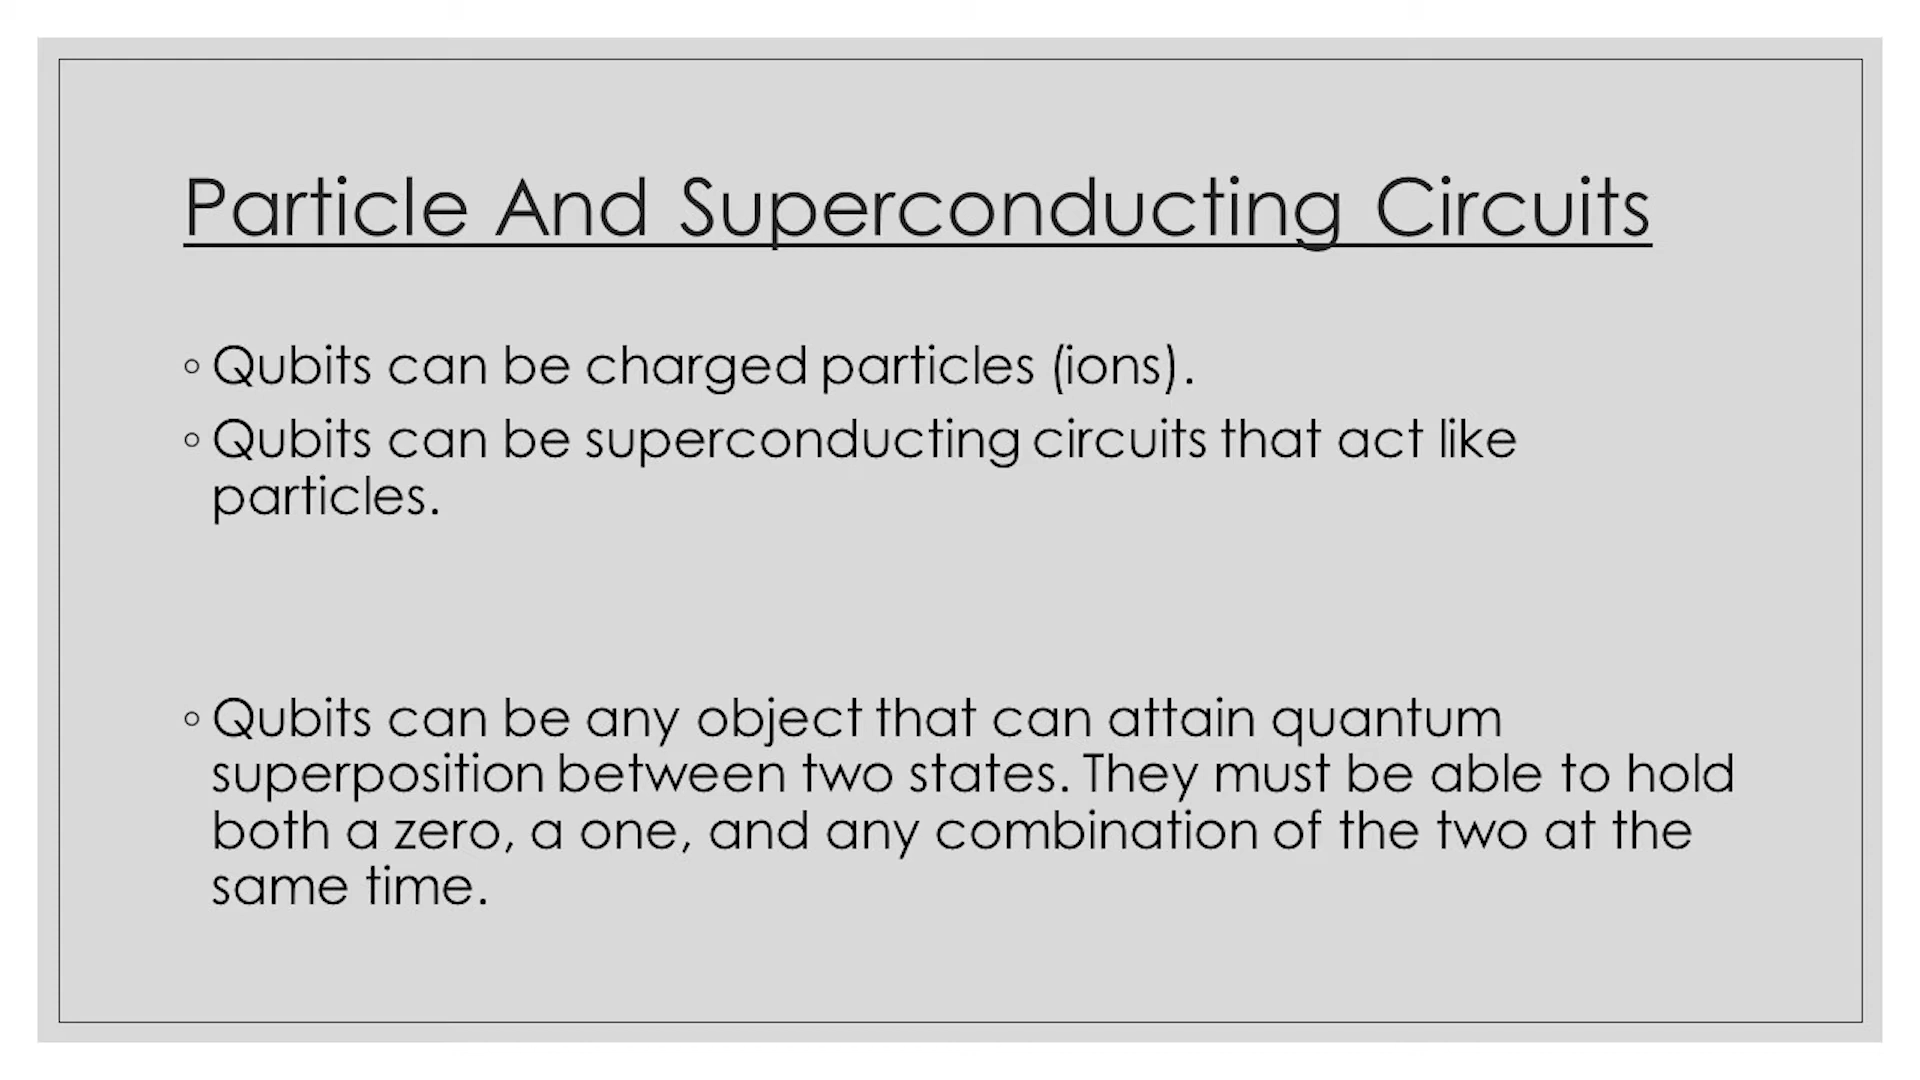 Particle And Superconducting Circuits
◦ Qubits can be charged particles (ions).
◦ Qubits can be superconducting circuits that act like
particles.
◦ Qubits can be any object that can attain quantum
superposition between two states. They must be able to hold
both a zero, a one, and any combination of the two at the
same time.